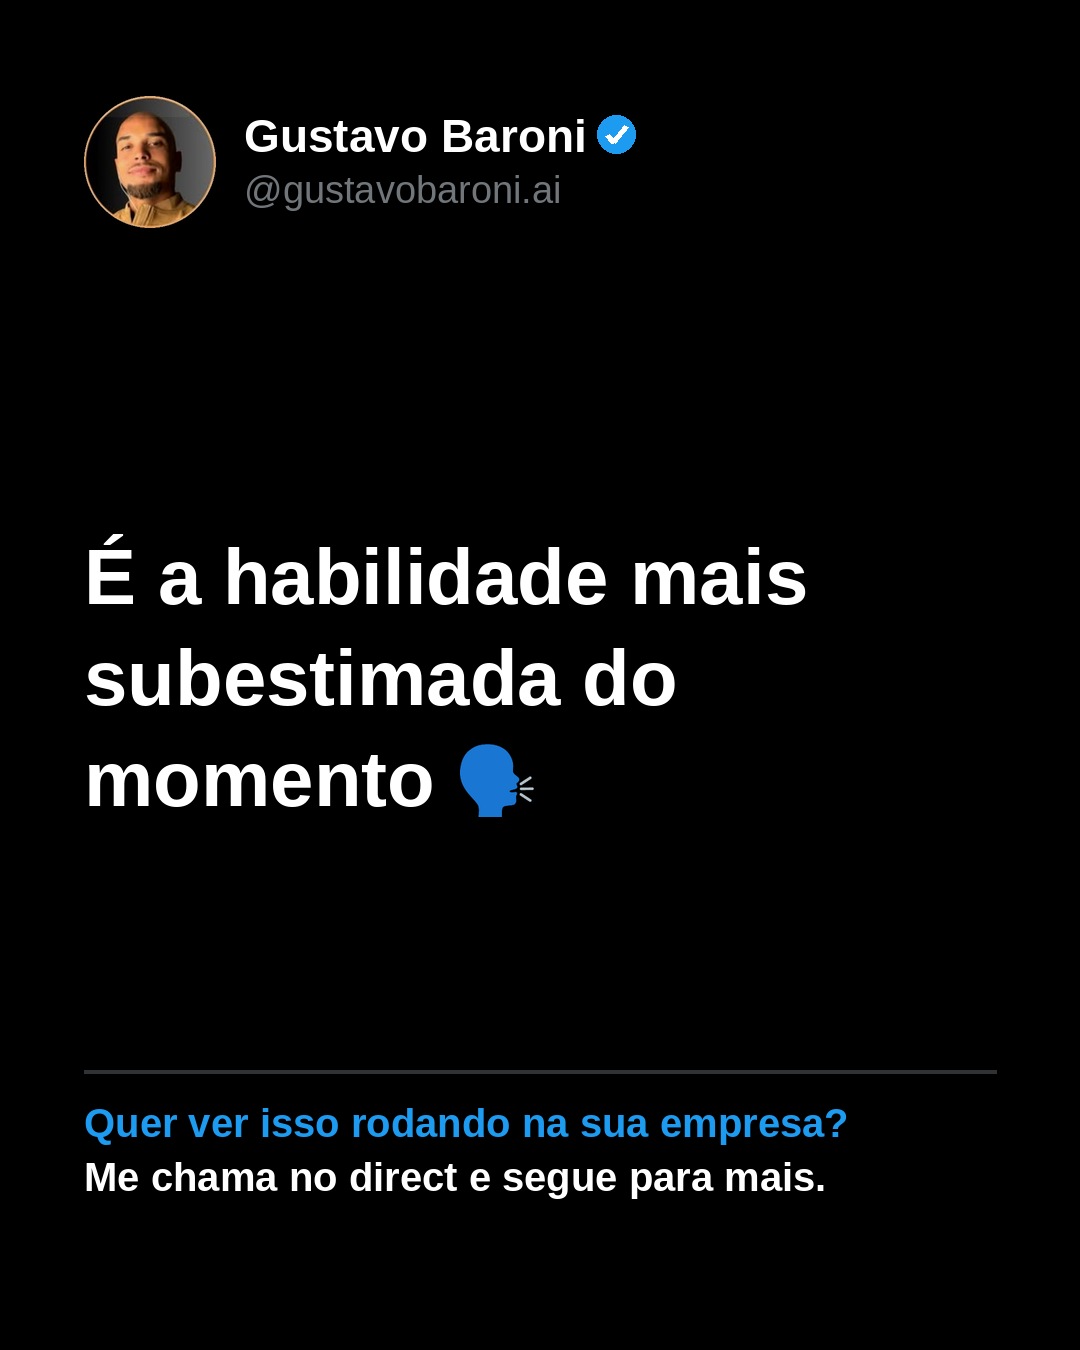 Gustavo Baroni
@gustavobaroni.ai
É a habilidade mais
subestimada do
momento 🗣
Quer ver isso rodando na sua empresa?
Me chama no direct e segue para mais.